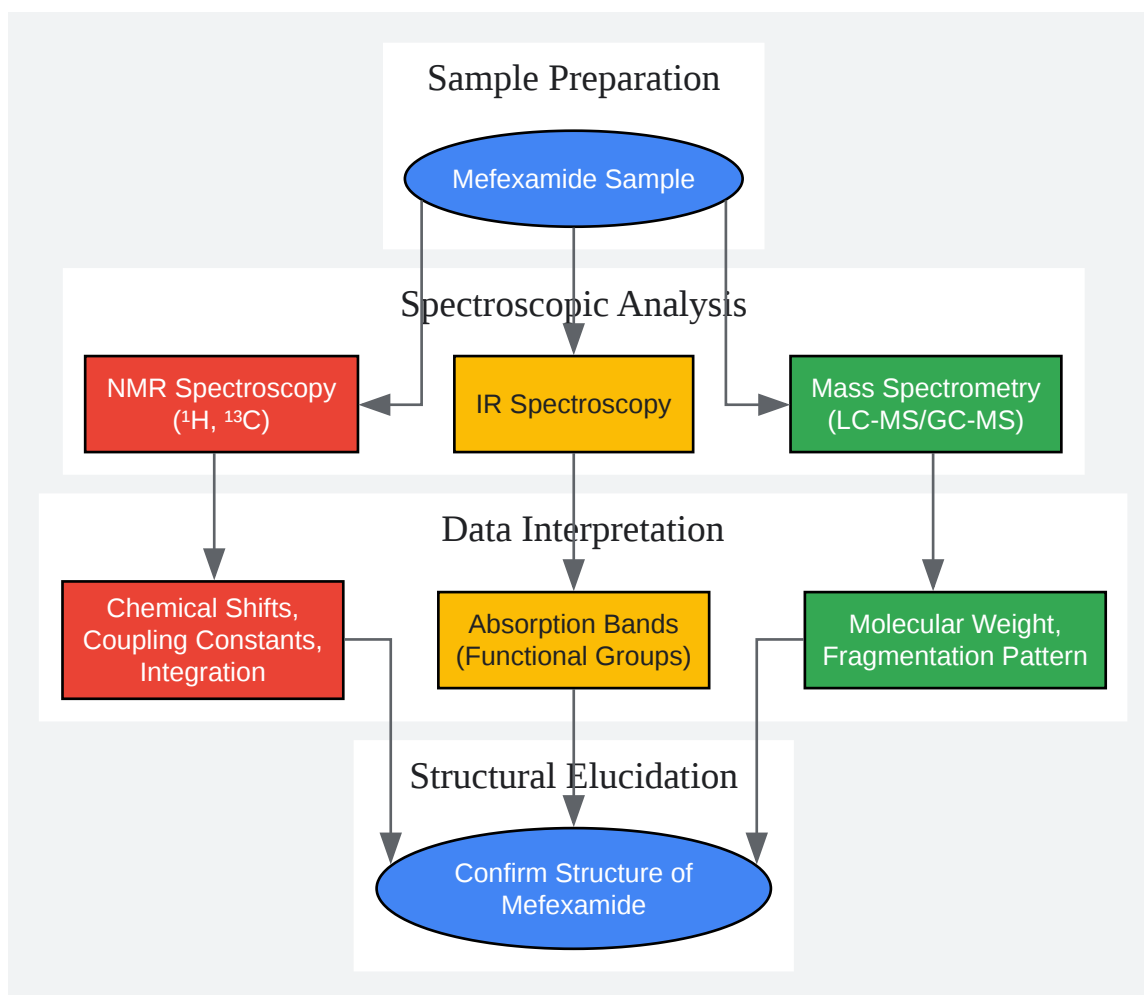 Sample Preparation
Mefexamide Sample
Spectroscopic Analysis
NMR Spectroscopy
(¹H, ¹³C)
IR Spectroscopy
Mass Spectrometry
(LC-MS/GC-MS)
Data Interpretation
Chemical Shifts,
Coupling Constants,
Integration
Absorption Bands
(Functional Groups)
Molecular Weight,
Fragmentation Pattern
Structural Elucidation
Confirm Structure of
Mefexamide